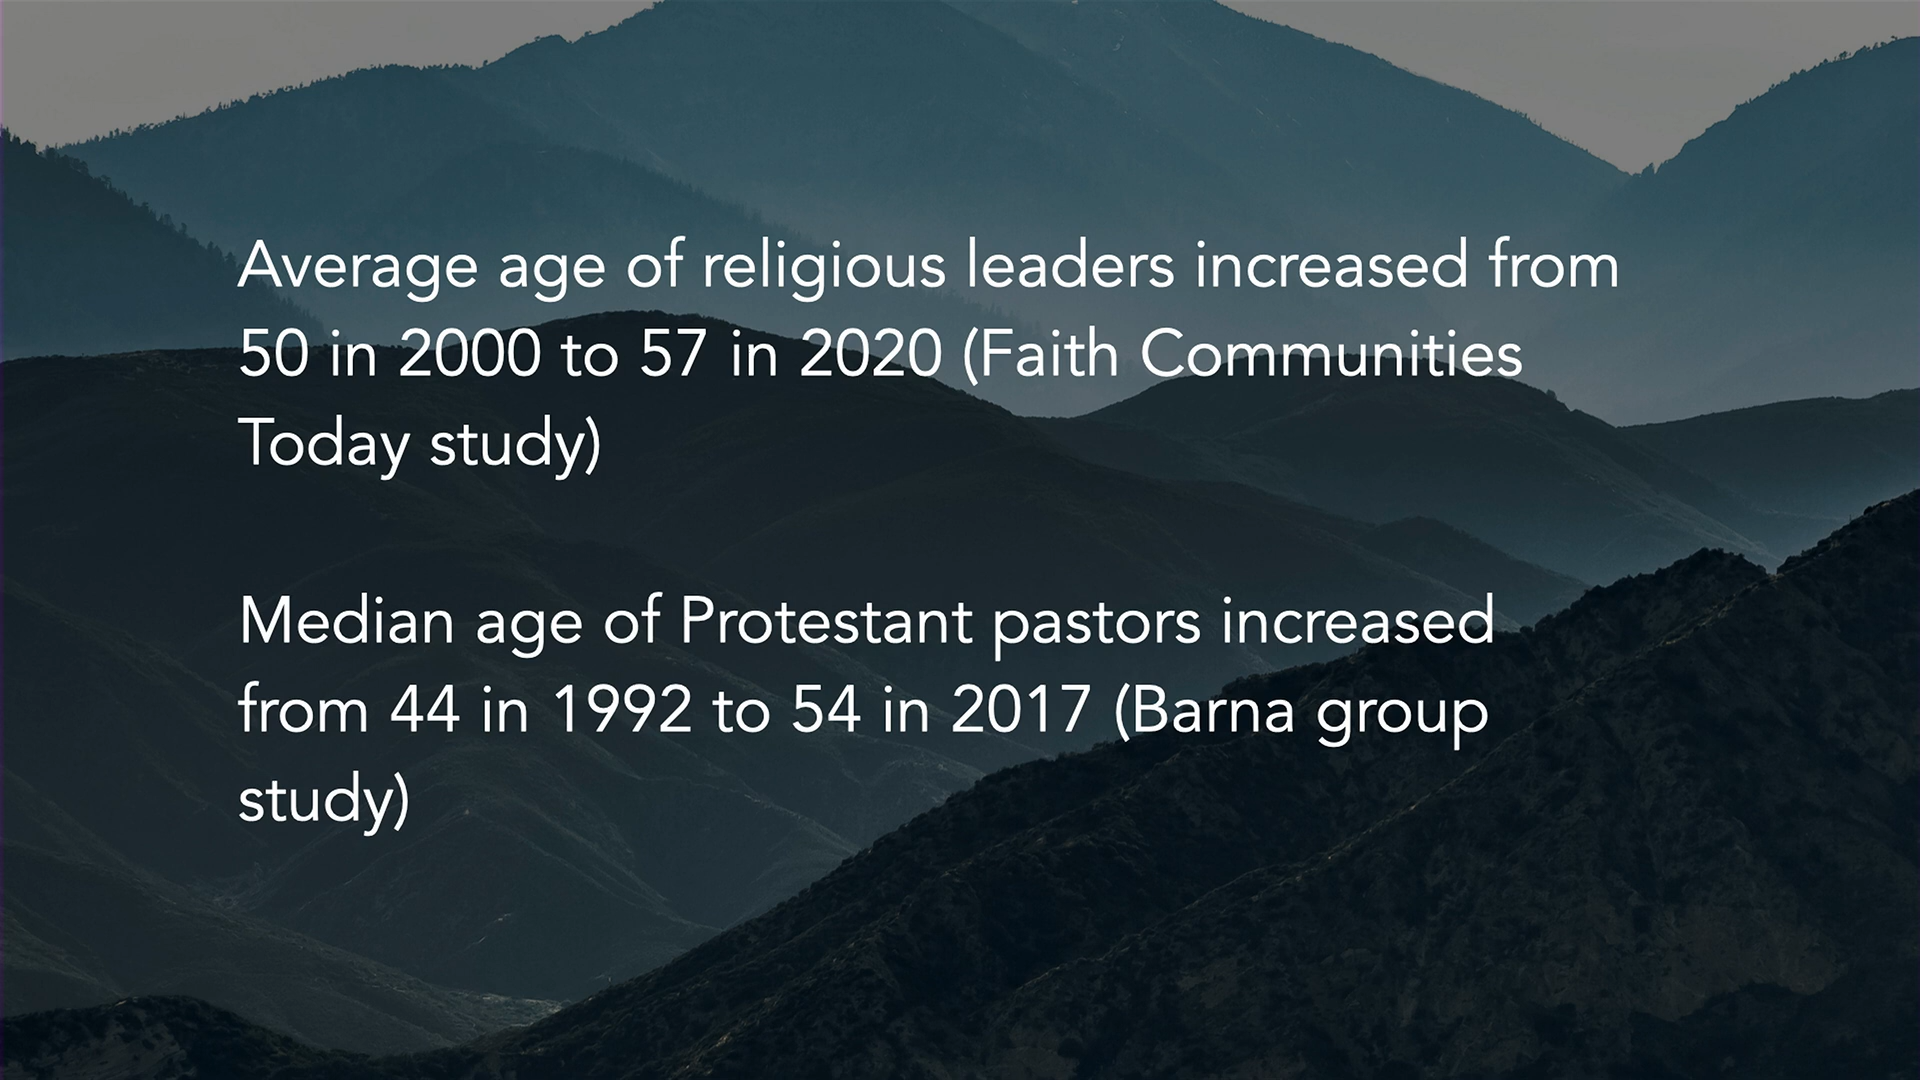 Average age of religious leaders increased from
50 in 2000 to 57 in 2020 (Faith Communities
Today study)
Median age of Protestant pastors increased
from 44 in 1992 to 54 in 2017 (Barna group
study)